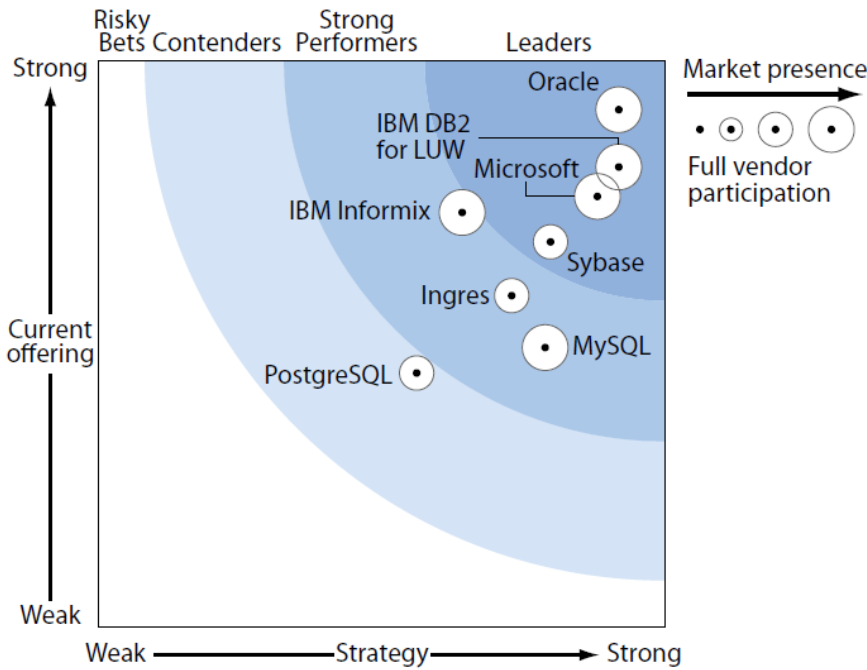 Risky
Bets
Contenders
Strong
Performers
Leaders
Strong
Market presence
Oracle
IBM DB2
for LUW
Microsoft
Full vendor
participation
IBM Informix
Sybase
Ingres
Current
offering
MySQL
PostgreSQL
Weak
Weak
Strategy
Strong